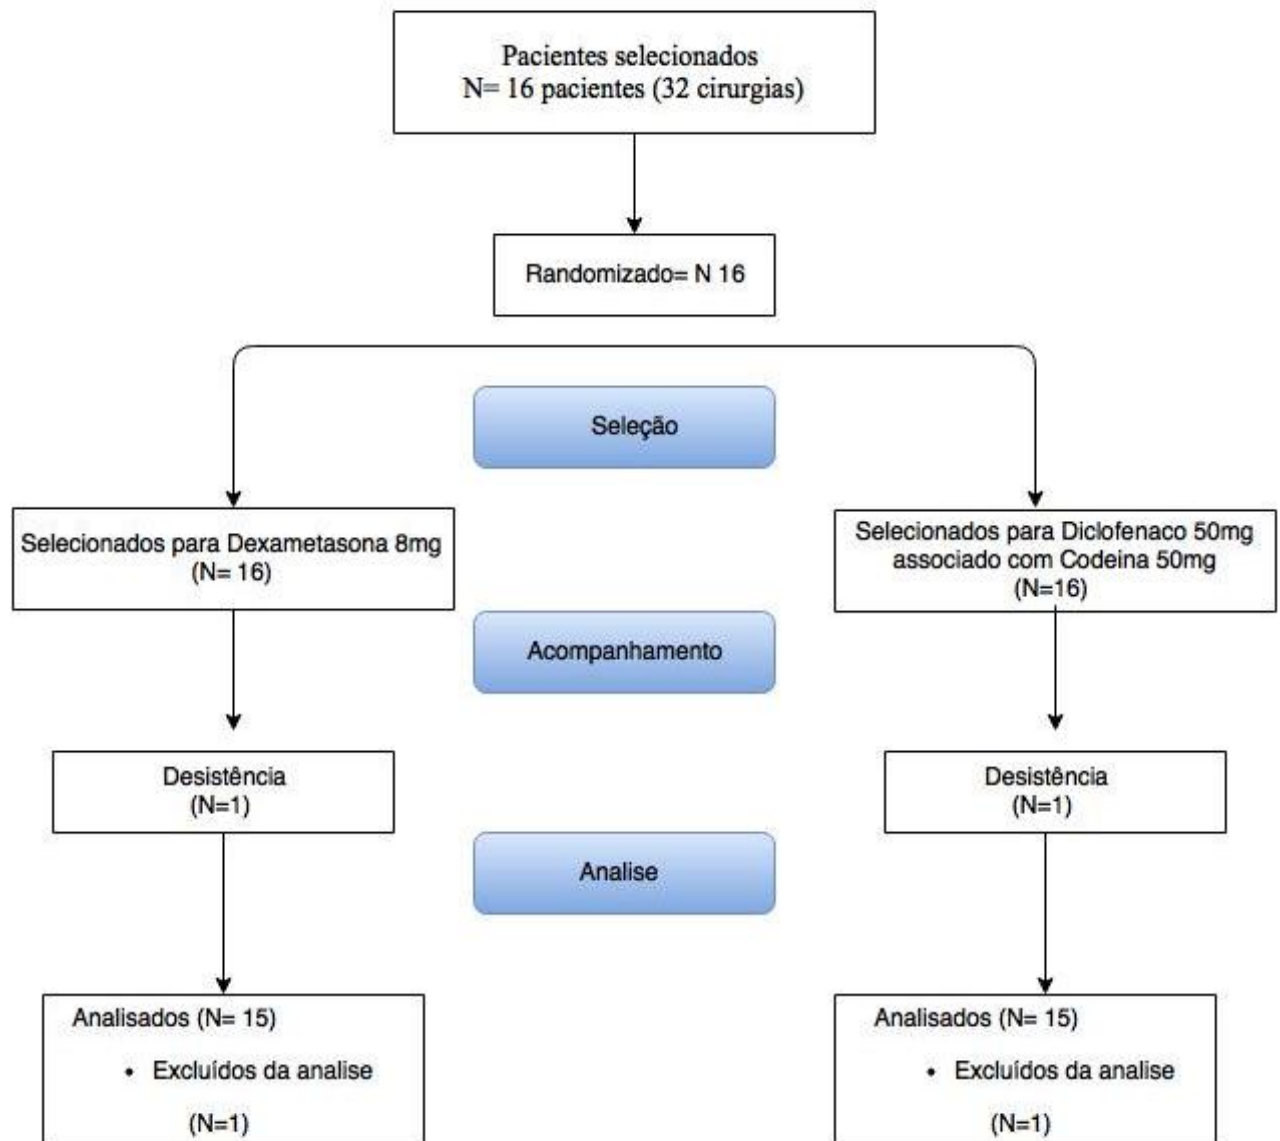 Pacientes selecionados
N= 16 pacientes (32 cirurgias)
Randomizado= N 16
Seleção
Selecionados para Dexametasona 8mg
(N= 16)
Selecionados para Diclofenaco 50mg
associado com Codeina 50mg
(N=16)
Acompanhamento
Desistência
(N=1)
Desistência
(N=1)
Analise
Analisados (N= 15)
• Excluídos da analise
(N=1)
Analisados (N= 15)
• Excluídos da analise
(N=1)